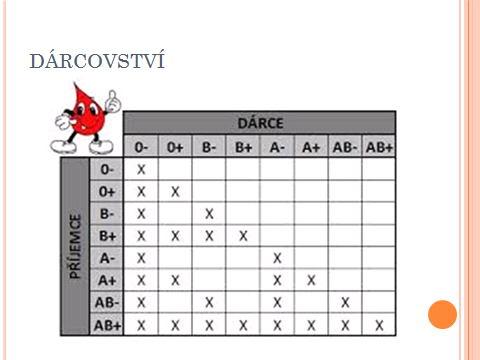 DÁRCOVSTVÍ
DÁRCE
0- 0+ B- B+ A- A+ AB- AB+
PŘÍJEMCE
0- X
0+ X X
B- X X
B+ X X X X
A- X X
A+ X X X X
AB- X X X X
AB+ X X X X X X X X